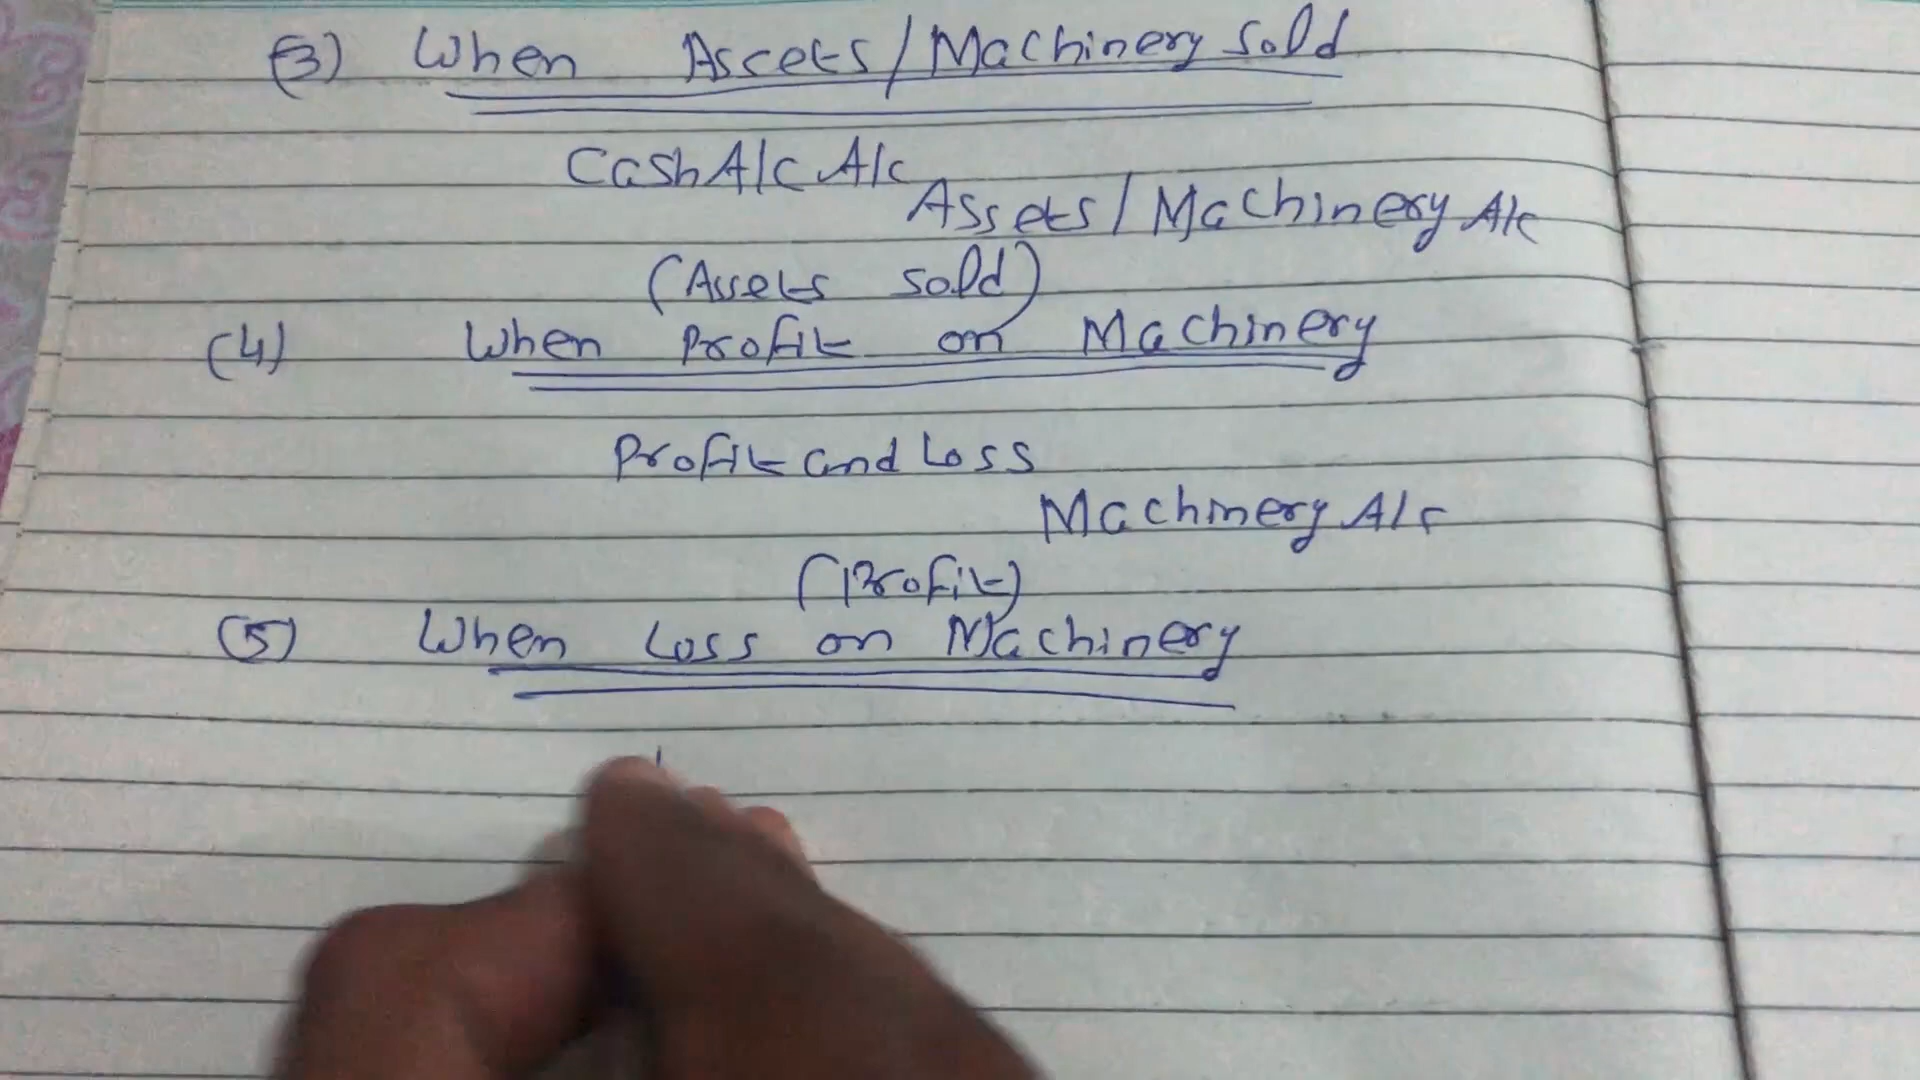 (3) When Assets/Machinery Sold
Cash A/c A/c
Assets/Machinery A/c
(Assets sold)
(4) When Profit on Machinery
Profit and Loss
Machinery A/c
(Profit)
(5) When Loss on Machinery